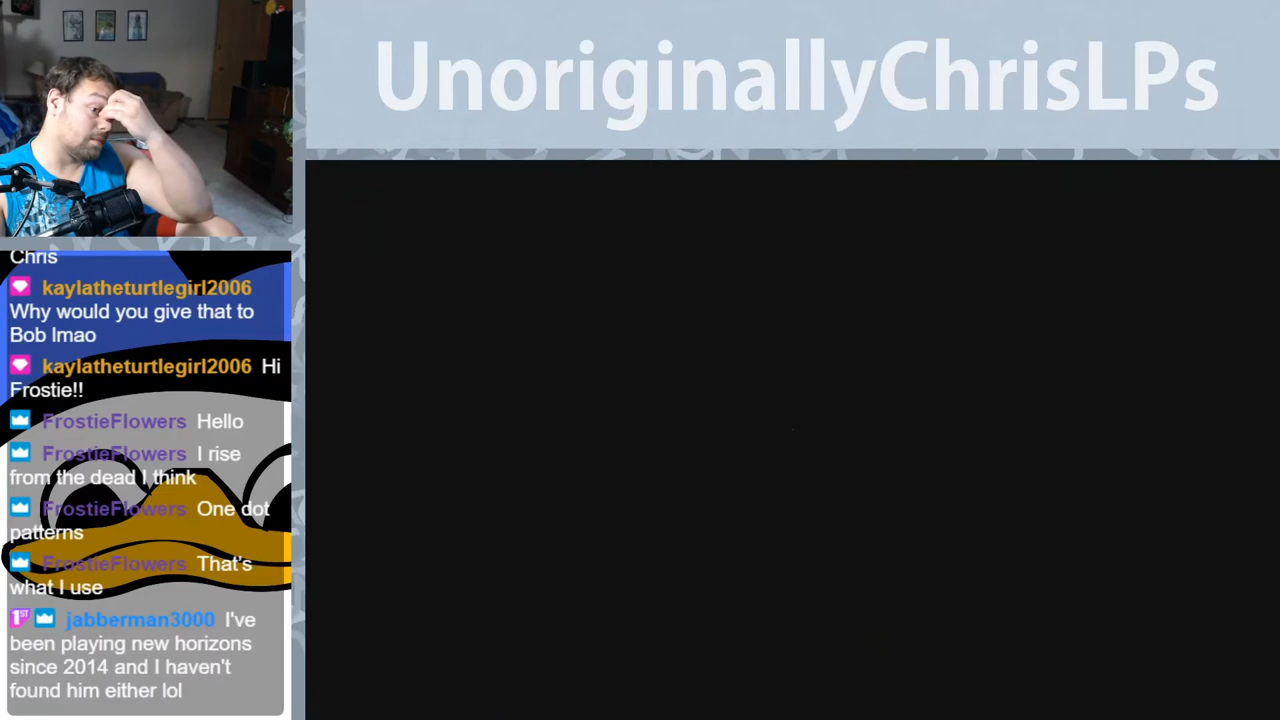 UnoriginallyChrisLPs
Chris
kaylatheturtlegirl2006
Why would you give that to
Bob lmao
kaylatheturtlegirl2006 Hi
Frostie!!
FrostieFlowers Hello
FrostieFlowers I rise
from the dead I think
FrostieFlowers One dot
patterns
FrostieFlowers That's
what I use
1ST jabberman3000 I've
been playing new horizons
since 2014 and I haven't
found him either lol